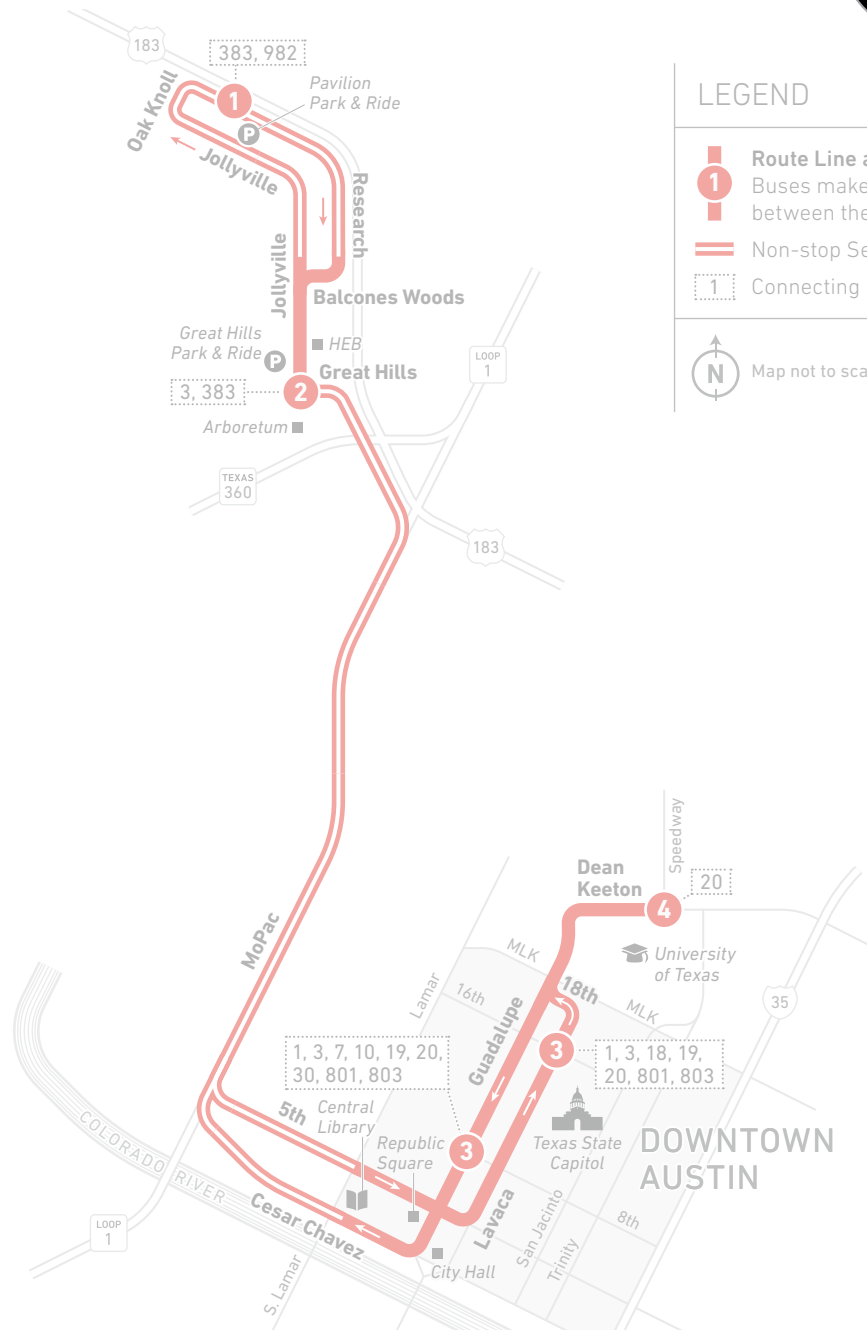 183
383, 982
Pavilion
Park & Ride
Oak Knoll
1
P
Jollyville
Research
Jollyville
Balcones Woods
Great Hills
Park & Ride
P
HEB
Great Hills
3, 383
2
Arboretum
LOOP
1
TEXAS
360
183
LEGEND
1
Route Line a
Buses make
between the
Non-stop Se
1
Connecting
N
Map not to sca
MoPac
Dean
Keeton
Speedway
20
4
University
of Texas
MLK
Lamar
16th
18th
MLK
35
Guadalupe
1, 3, 7, 10, 19, 20,
30, 801, 803
3
1, 3, 18, 19,
20, 801, 803
5th
Central
Library
Republic
Square
3
Texas State
Capitol
DOWNTOWN
AUSTIN
COLORADO RIVER
Cesar Chavez
Lavaca
San Jacinto
Trinity
8th
LOOP
1
S. Lamar
City Hall